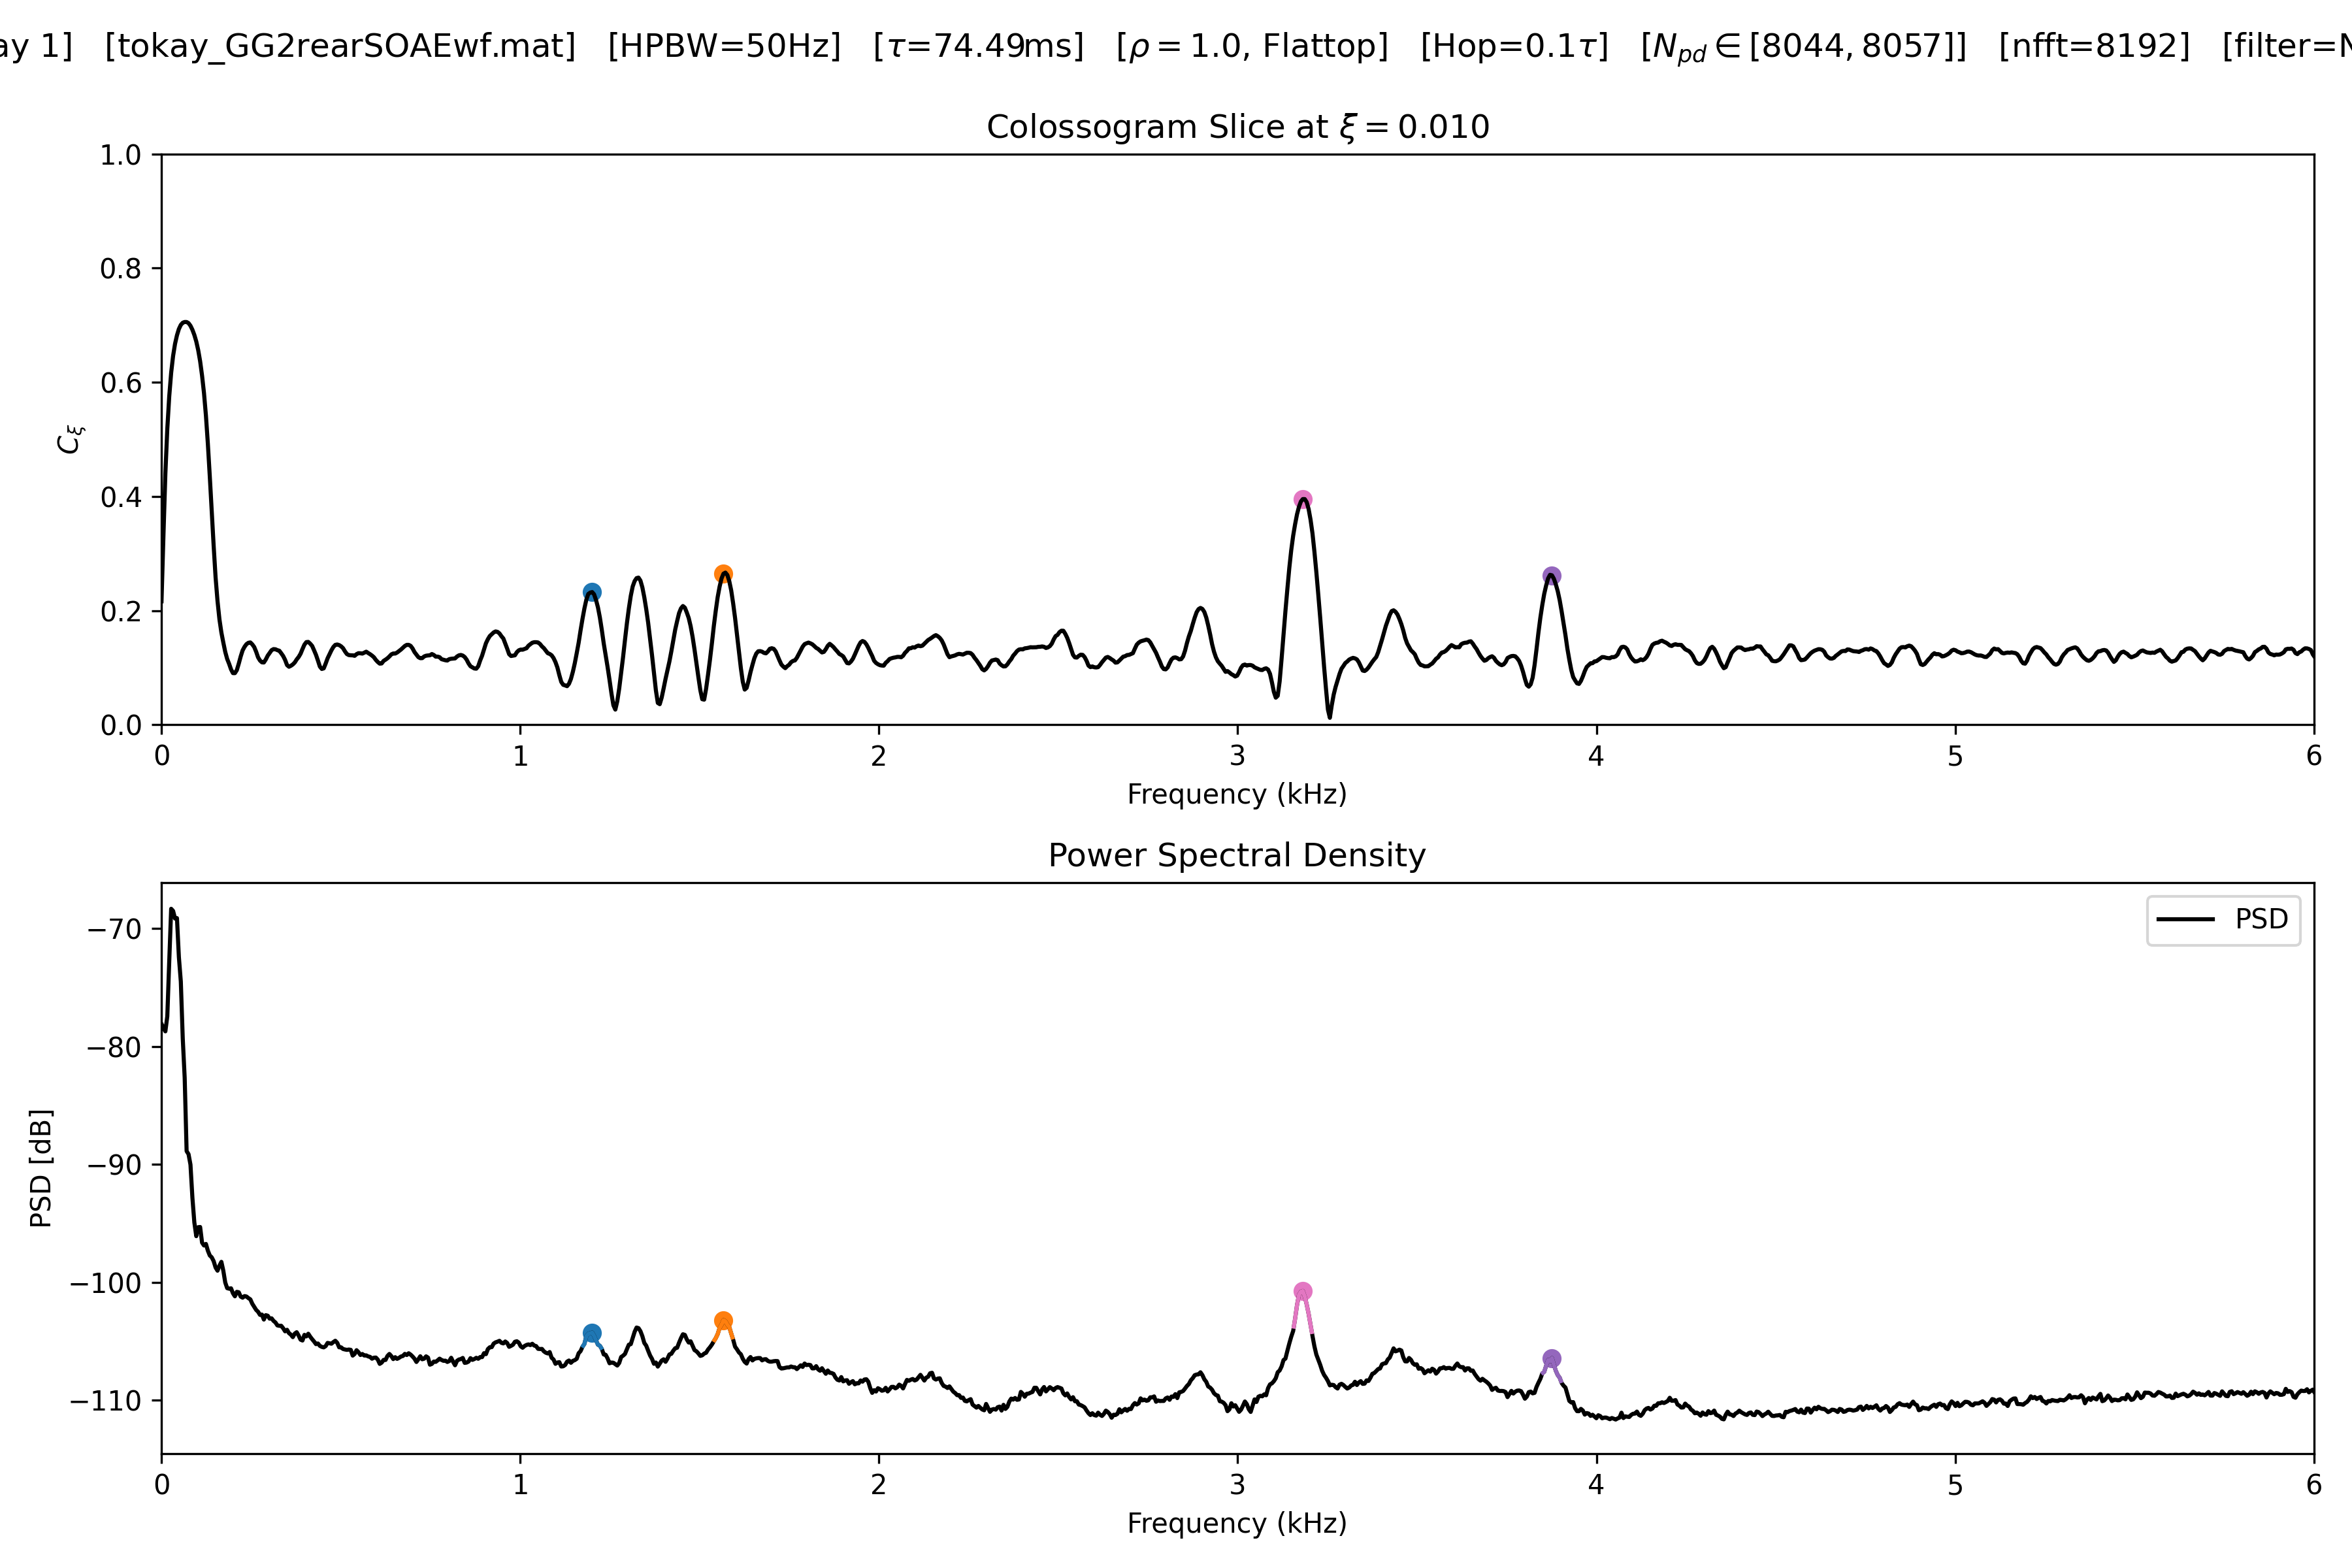 ay 1] [tokay_GG2rearSOAEwf.mat] [HPBW=50Hz] [τ=74.49ms] [ρ = 1.0, Flattop] [Hop=0.1τ] [N_pd ∈ [8044, 8057]] [nfft=8192] [filter=N
Colossogram Slice at ξ = 0.010
1.0
0.8
0.6
0.4
0.2
0.0
C_ξ
0 1 2 3 4 5 6
Frequency (kHz)
Power Spectral Density
PSD
−70
−80
−90
−100
−110
PSD [dB]
0 1 2 3 4 5 6
Frequency (kHz)